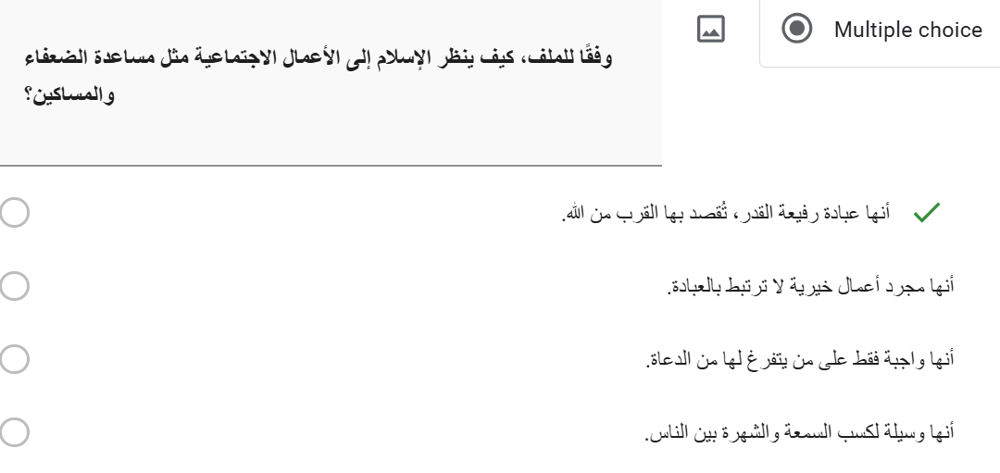 Multiple choice
وفقًا للملف، كيف ينظر الإسلام إلى الأعمال الاجتماعية مثل مساعدة الضعفاء
والمساكين؟
أنها عبادة رفيعة القدر، تُقصد بها القرب من الله.
أنها مجرد أعمال خيرية لا ترتبط بالعبادة.
أنها واجبة فقط على من يتفرغ لها من الدعاة.
أنها وسيلة لكسب السمعة والشهرة بين الناس.